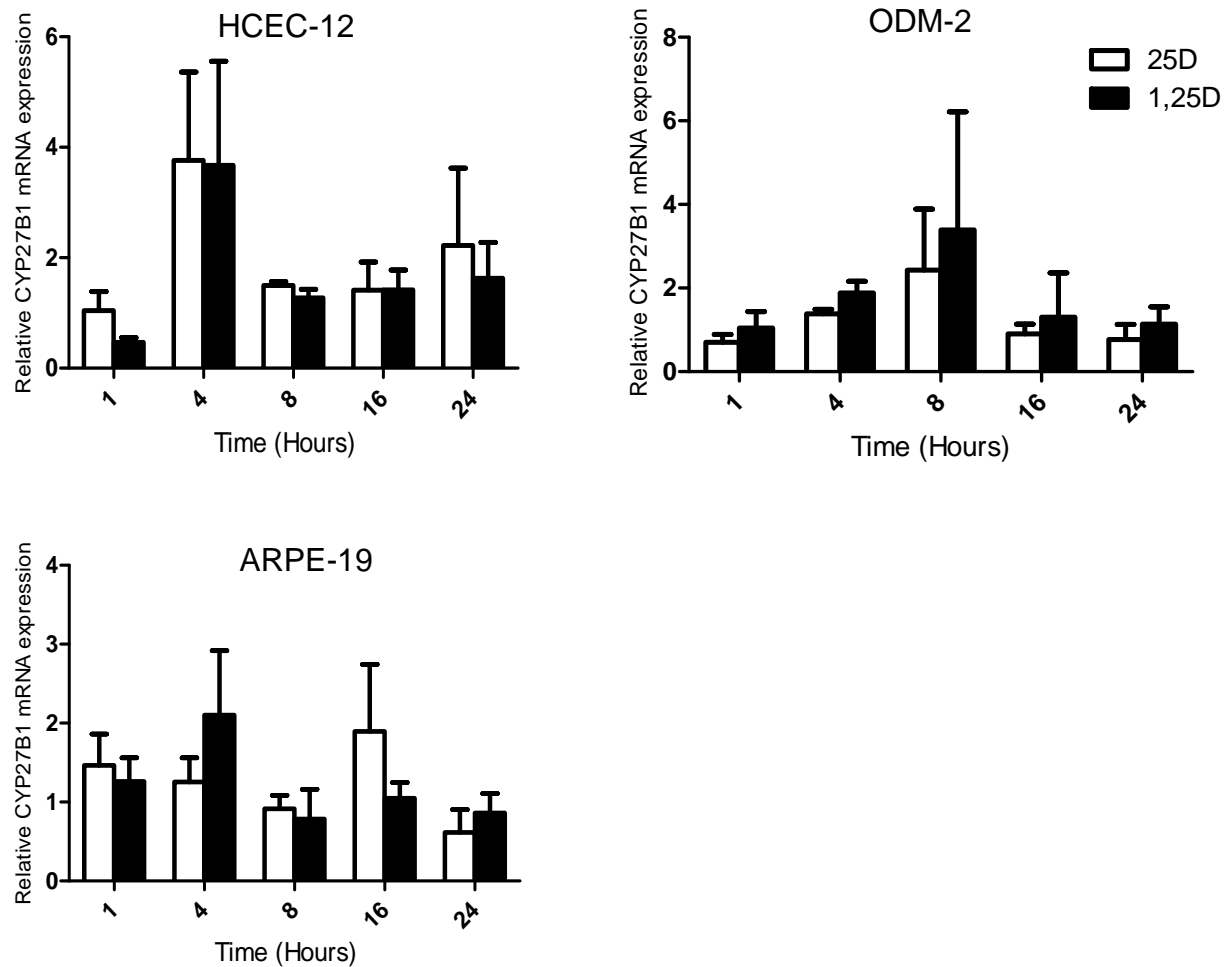 HCEC-12
Relative CYP27B1 mRNA expression
6
4
2
0
1 4 8 16 24
Time (Hours)
ODM-2
25D
1,25D
Relative CYP27B1 mRNA expression
8
6
4
2
0
1 4 8 16 24
Time (Hours)
ARPE-19
Relative CYP27B1 mRNA expression
4
3
2
1
0
1 4 8 16 24
Time (Hours)